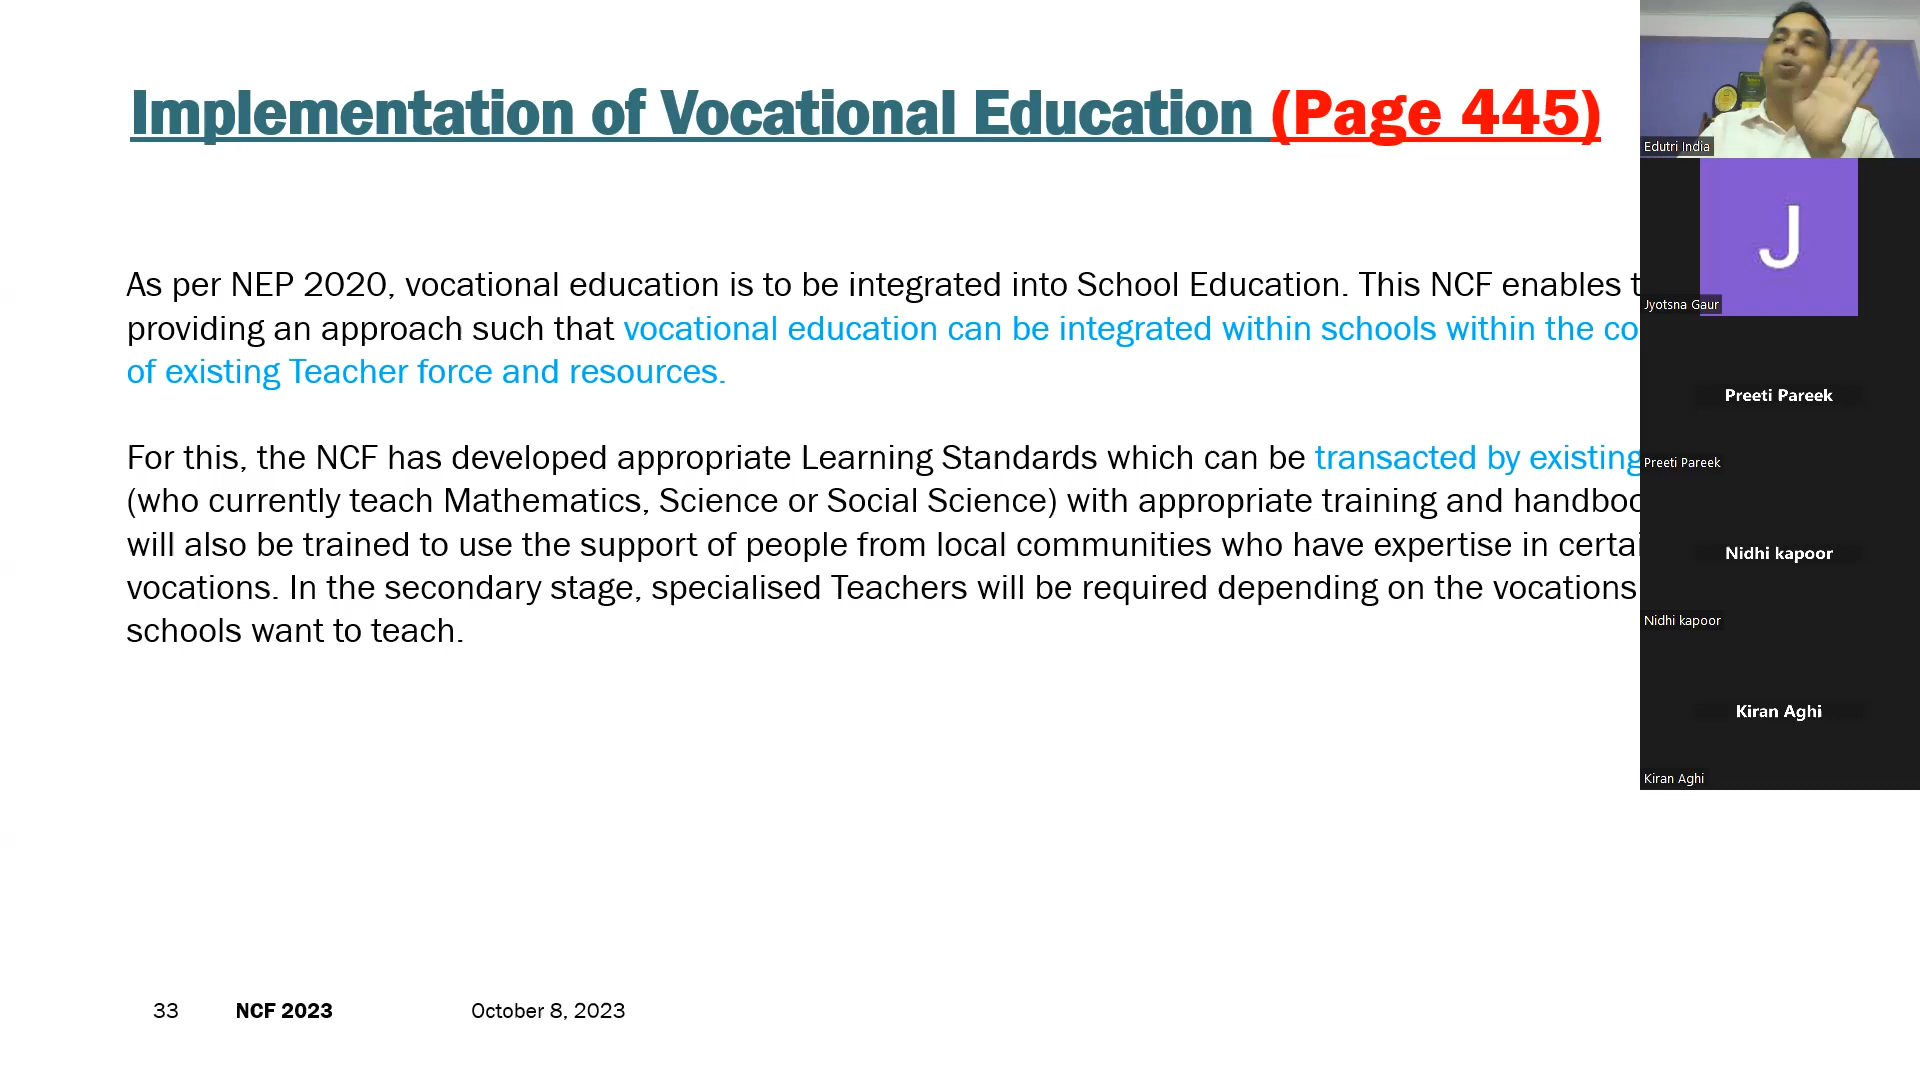 Implementation of Vocational Education (Page 445)
As per NEP 2020, vocational education is to be integrated into School Education. This NCF enables
providing an approach such that vocational education can be integrated within schools within the
of existing Teacher force and resources.
For this, the NCF has developed appropriate Learning Standards which can be transacted by existing
(who currently teach Mathematics, Science or Social Science) with appropriate training and
will also be trained to use the support of people from local communities who have expertise in
vocations. In the secondary stage, specialised Teachers will be required depending on the vocations
schools want to teach.
33 NCF 2023 October 8, 2023
Edutri India
J
Jyotsna Gaur
Preeti Pareek
Preeti Pareek
Nidhi kapoor
Nidhi kapoor
Kiran Aghi
Kiran Aghi